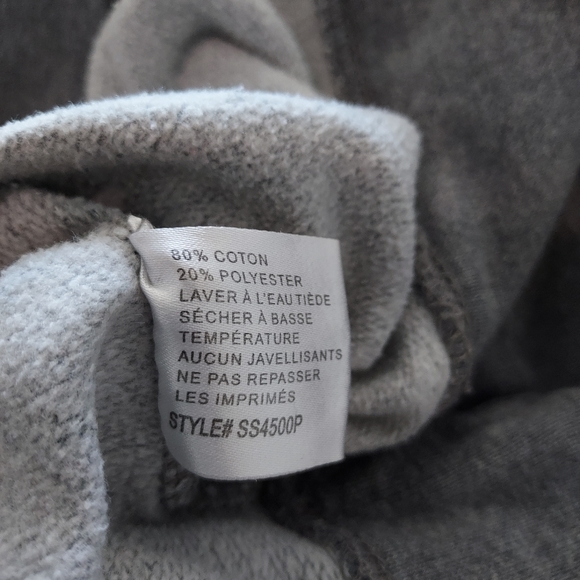 80% COTON
20% POLYESTER
LAVER À L'EAU TIÈDE
SÉCHER À BASSE
TEMPÉRATURE
AUCUN JAVELLISANTS
NE PAS REPASSER
LES IMPRIMÉS
STYLE# SS4500P